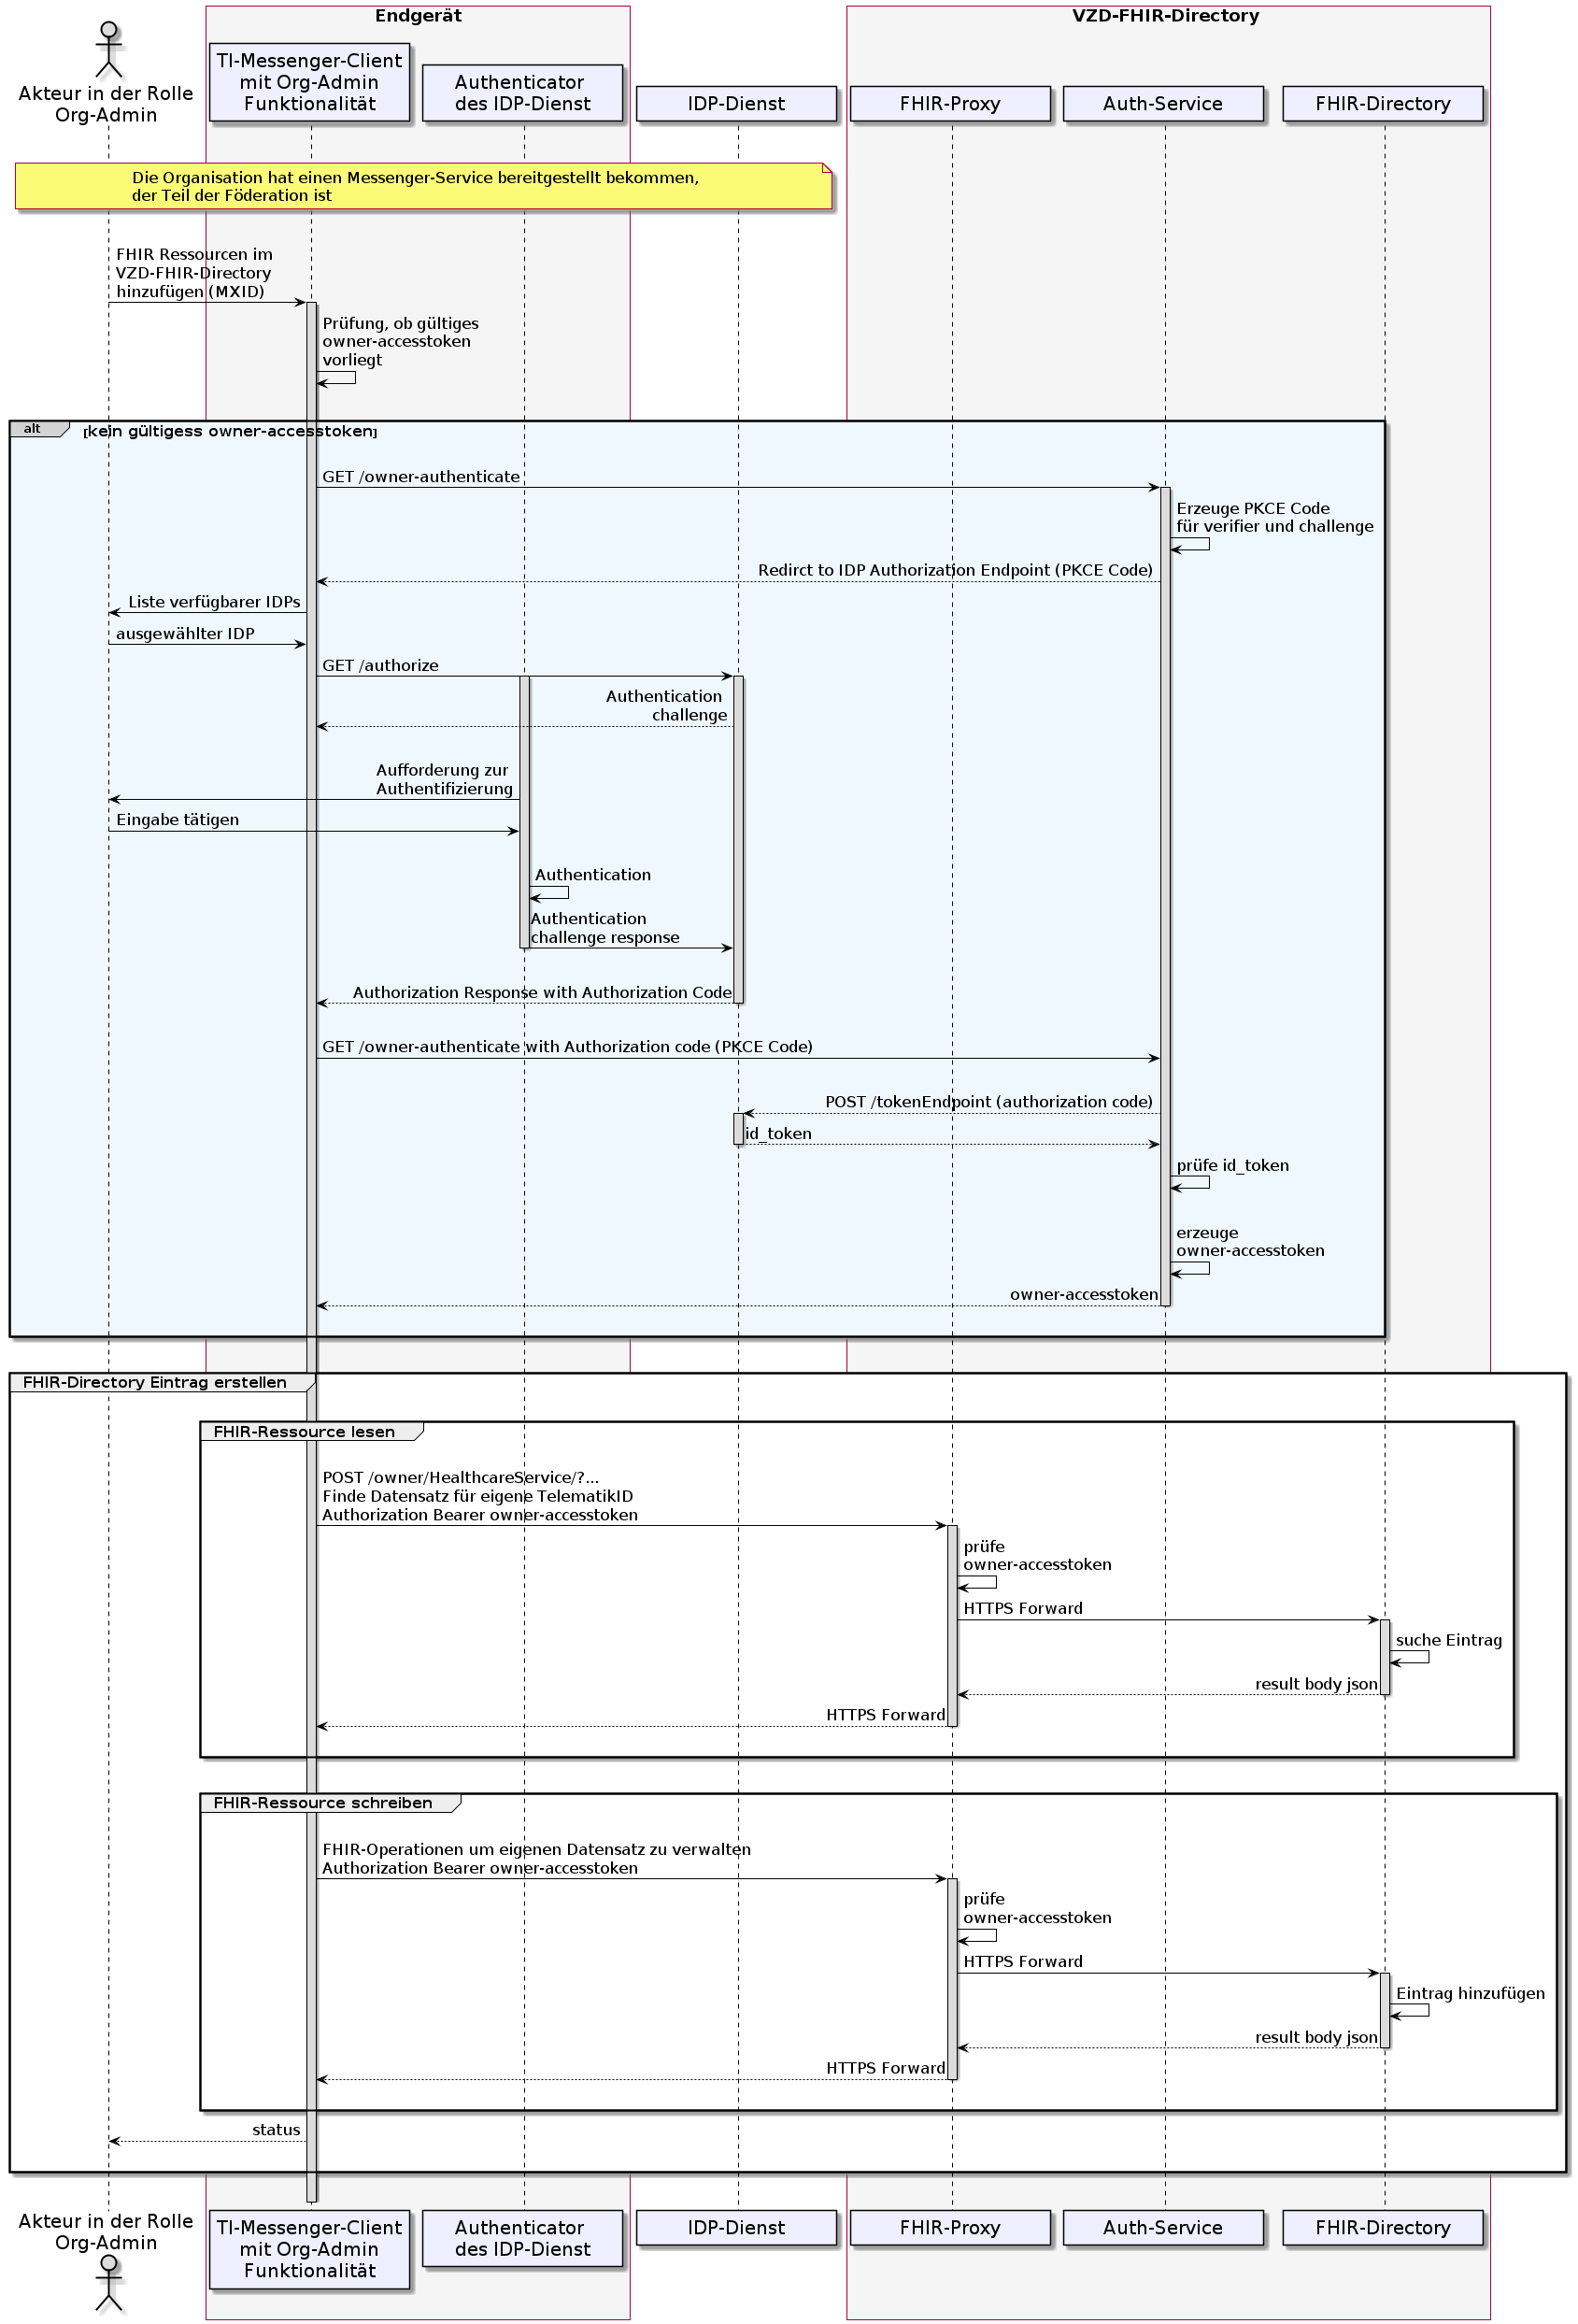 Endgerät
VZD-FHIR-Directory
Akteur in der Rolle
Org-Admin
TI-Messenger-Client
mit Org-Admin
Funktionalität
Authenticator
des IDP-Dienst
IDP-Dienst
FHIR-Proxy
Auth-Service
FHIR-Directory
Die Organisation hat einen Messenger-Service bereitgestellt bekommen,
der Teil der Föderation ist
FHIR Ressourcen im
VZD-FHIR-Directory
hinzufügen (MXID)
Prüfung, ob gültiges
owner-accesstoken
vorliegt
alt
[kein gültigess owner-accesstoken]
GET /owner-authenticate
Erzeuge PKCE Code
für verifier und challenge
Redirct to IDP Authorization Endpoint (PKCE Code)
Liste verfügbarer IDPs
ausgewählter IDP
GET /authorize
Authentication
challenge
Aufforderung zur
Authentifizierung
Eingabe tätigen
Authentication
Authentication
challenge response
Authorization Response with Authorization Code
GET /owner-authenticate with Authorization code (PKCE Code)
POST /tokenEndpoint (authorization code)
id_token
prüfe id_token
erzeuge
owner-accesstoken
owner-accesstoken
FHIR-Directory Eintrag erstellen
FHIR-Ressource lesen
POST /owner/HealthcareService/?...
Finde Datensatz für eigene TelematikID
Authorization Bearer owner-accesstoken
prüfe
owner-accesstoken
HTTPS Forward
suche Eintrag
result body json
HTTPS Forward
FHIR-Ressource schreiben
FHIR-Operationen um eigenen Datensatz zu verwalten
Authorization Bearer owner-accesstoken
prüfe
owner-accesstoken
HTTPS Forward
Eintrag hinzufügen
result body json
HTTPS Forward
status
Akteur in der Rolle
Org-Admin
TI-Messenger-Client
mit Org-Admin
Funktionalität
Authenticator
des IDP-Dienst
IDP-Dienst
FHIR-Proxy
Auth-Service
FHIR-Directory